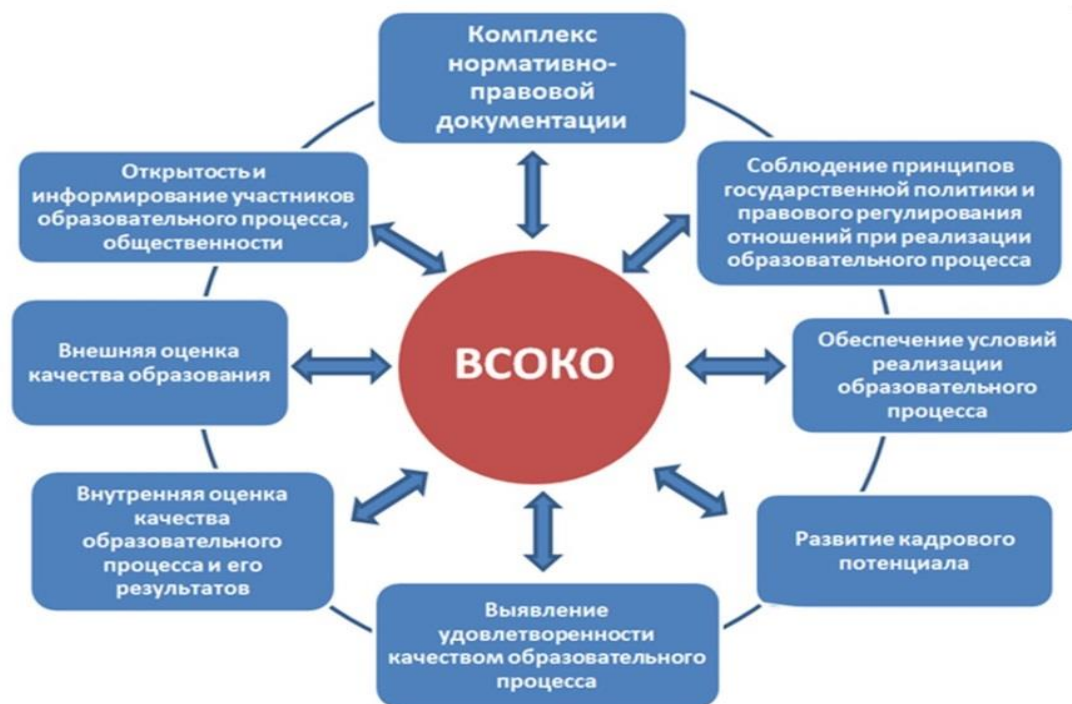 Комплекс
нормативно-
правовой
документации
Соблюдение принципов
государственной политики и
правового регулирования
отношений при реализации
образовательного процесса
Обеспечение условий
реализации
образовательного
процесса
Развитие кадрового
потенциала
Выявление
удовлетворенности
качеством образовательного
процесса
Внутренняя оценка
качества
образовательного
процесса и его
результатов
Внешняя оценка
качества образования
Открытость и
информирование участников
образовательного процесса,
общественности
ВСОКО